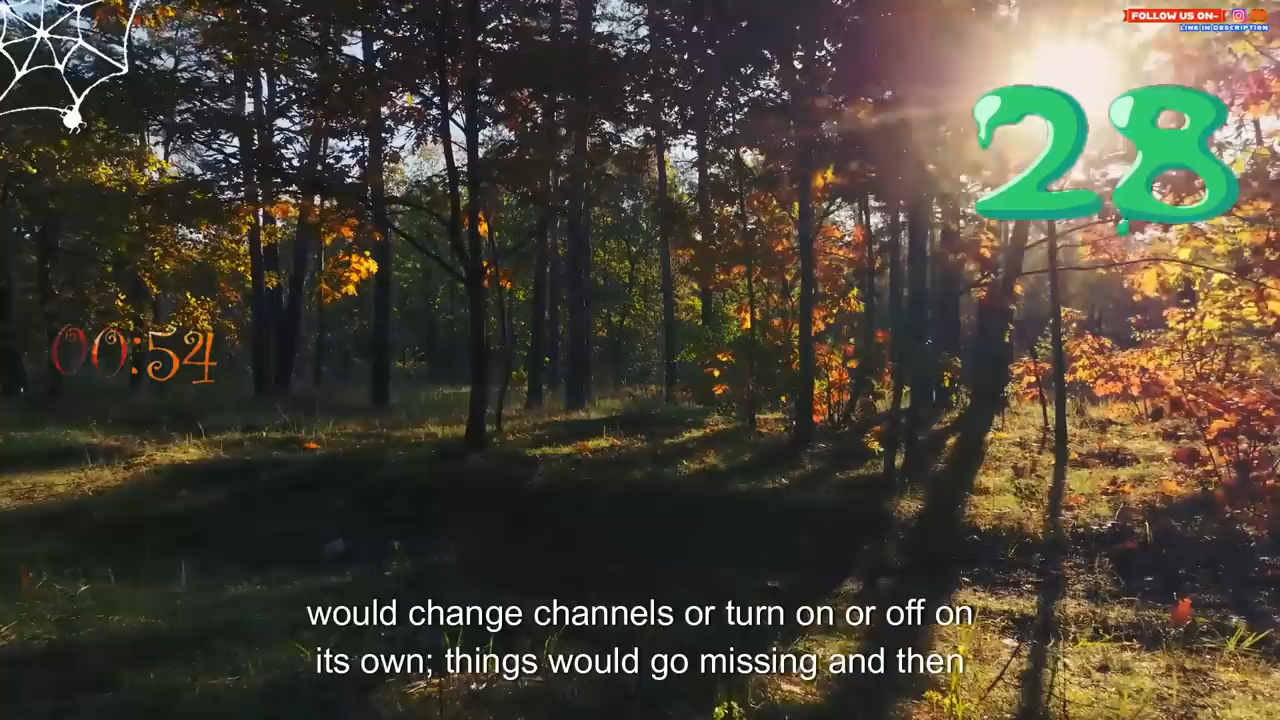 FOLLOW US ON-
LINK IN DESCRIPTION
28
00:54
would change channels or turn on or off on
its own; things would go missing and then